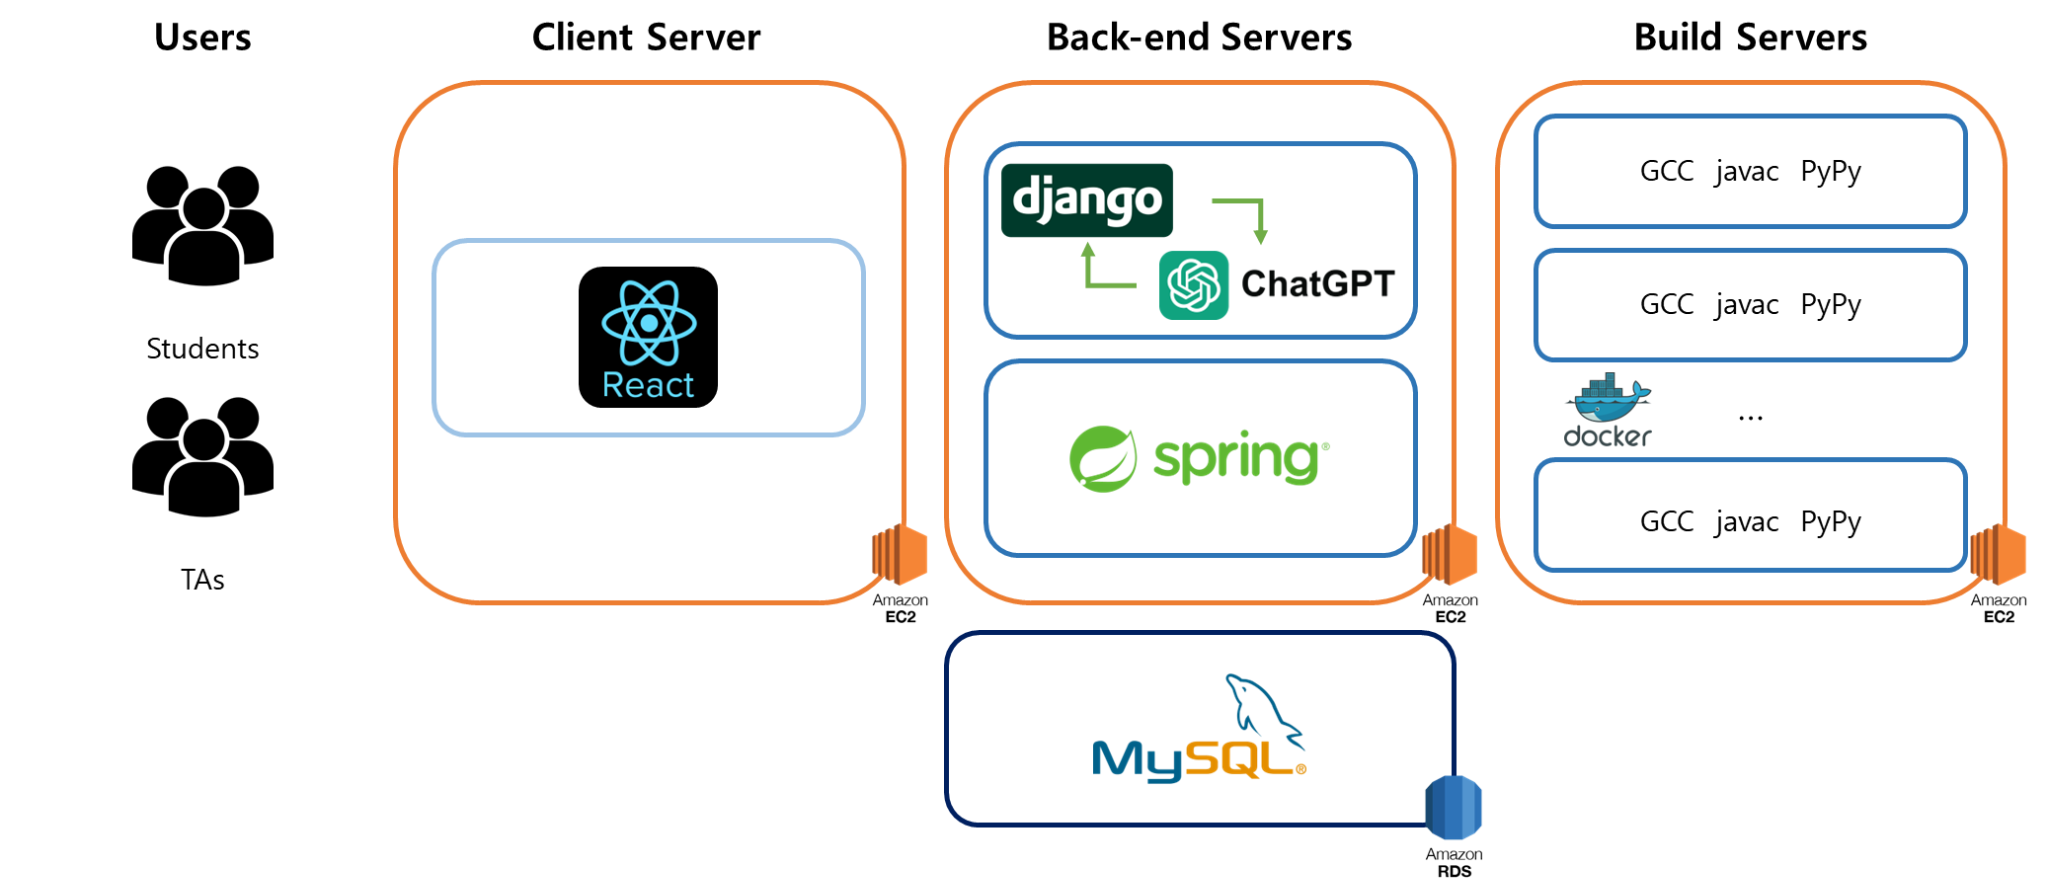 Users
Client Server
Back-end Servers
Build Servers
Students
TAs
React
Amazon
EC2
django
ChatGPT
spring®
Amazon
EC2
MySQL®
Amazon
RDS
GCC javac PyPy
GCC javac PyPy
docker
...
GCC javac PyPy
Amazon
EC2